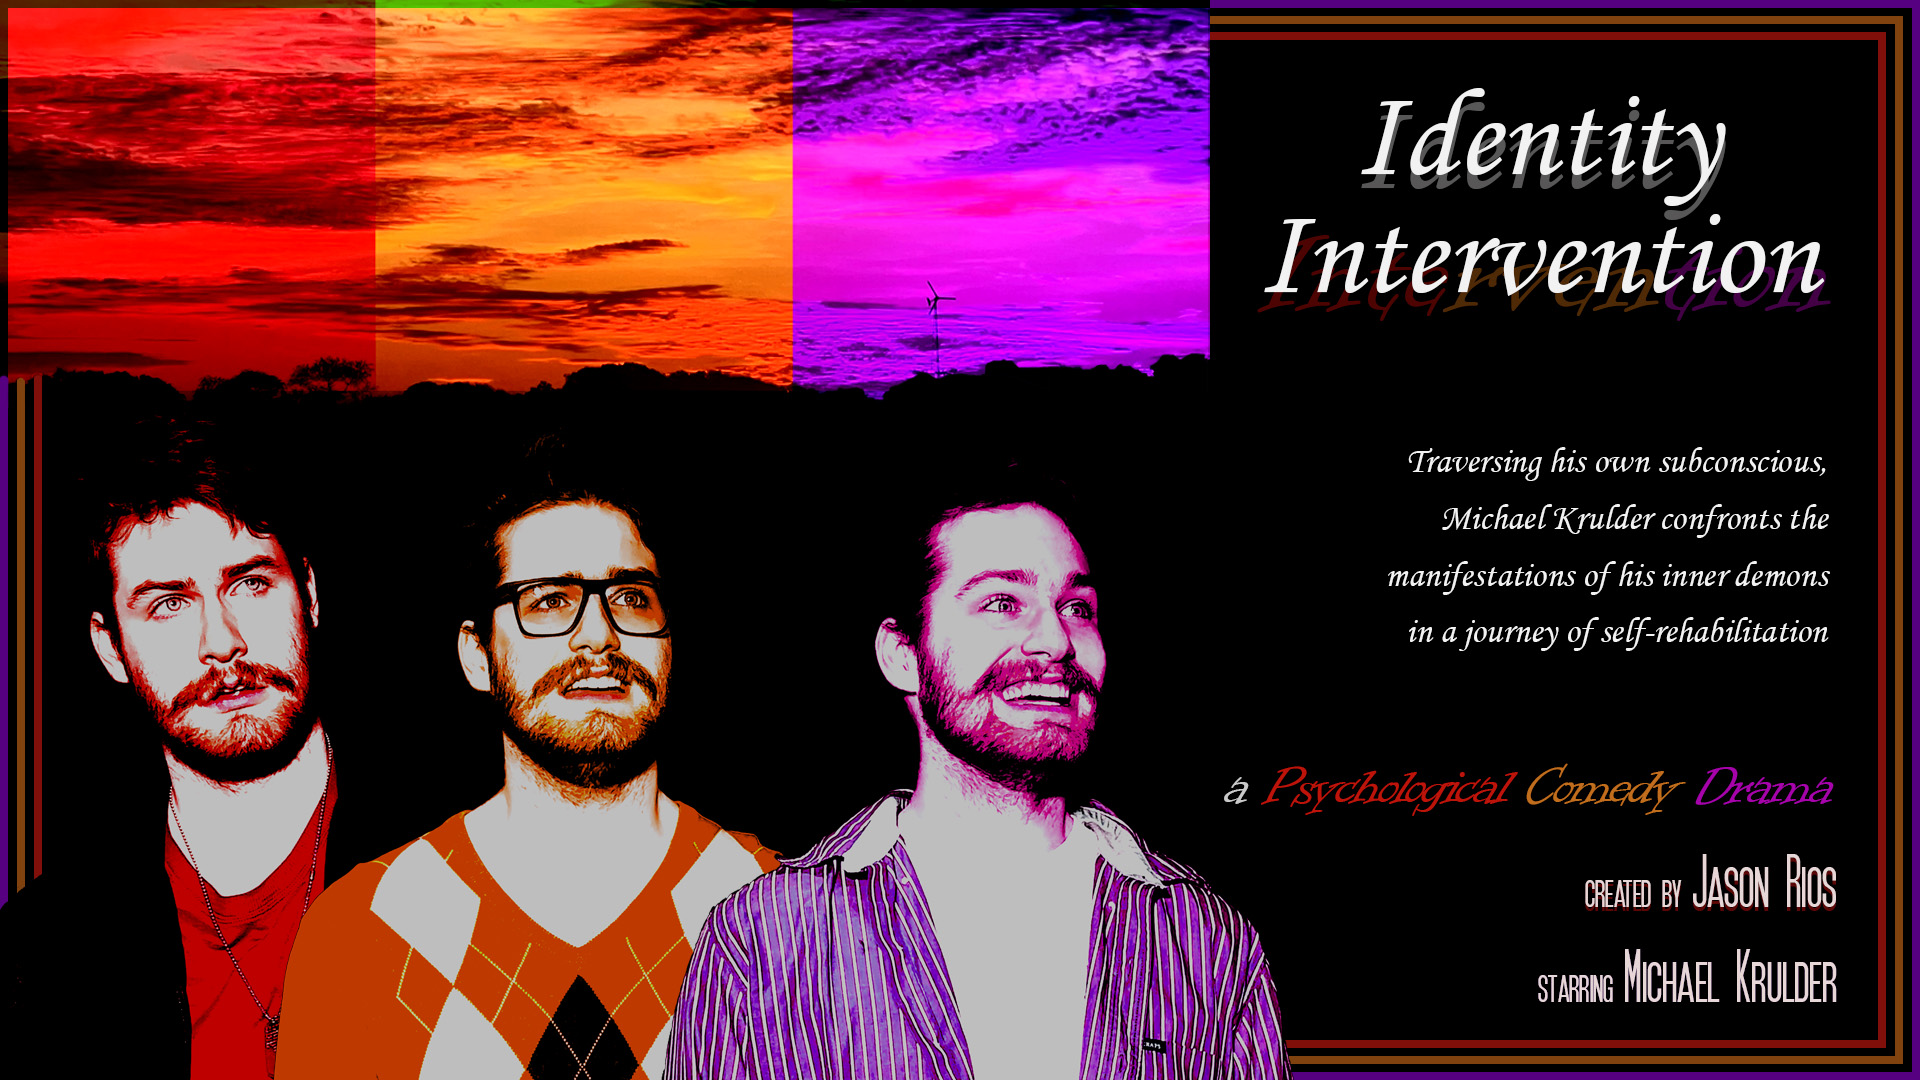 Identity
Intervention
Traversing his own subconscious,
Michael Krulder confronts the
manifestations of his inner demons
in a journey of self-rehabilitation
a Psychological Comedy Drama
CREATED BY JASON RIOS
STARRING MICHAEL KRULDER